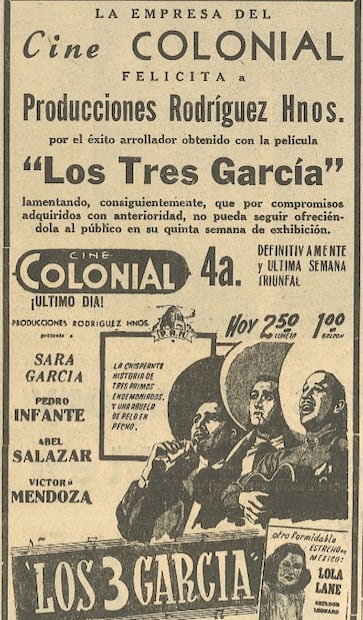 LA EMPRESA DEL
Cine COLONIAL
FELICITA a
Producciones Rodríguez Hnos.
por el éxito arrollador obtenido con la película
“Los Tres García”
lamentando, consiguientemente, que por compromisos
adquiridos con anterioridad, no pueda seguir ofrecién-
dola al público en su quinta semana de exhibición.
CINE
COLONIAL
4a.
DEFINITIVAMENTE
y ULTIMA SEMANA
TRIUNFAL
¡ULTIMO DIA!
PRODUCCIONES RODRIGUEZ HNOS.
presenta a
HOY 2.50 1.00
LUNETA BALCON
SARA
GARCIA
PEDRO
INFANTE
ABEL
SALAZAR
VICTOR
MENDOZA
LA CHISPEANTE
HISTORIA DE
TRES PRIMOS
ENDEMONIADOS,
Y UNA ABUELA
DE PELO EN
PECHO.
"LOS 3 GARCIA"
otro formidable
ESTRENO en
MEXICO:
LOLA
LANE
SHELDON
LEONARD